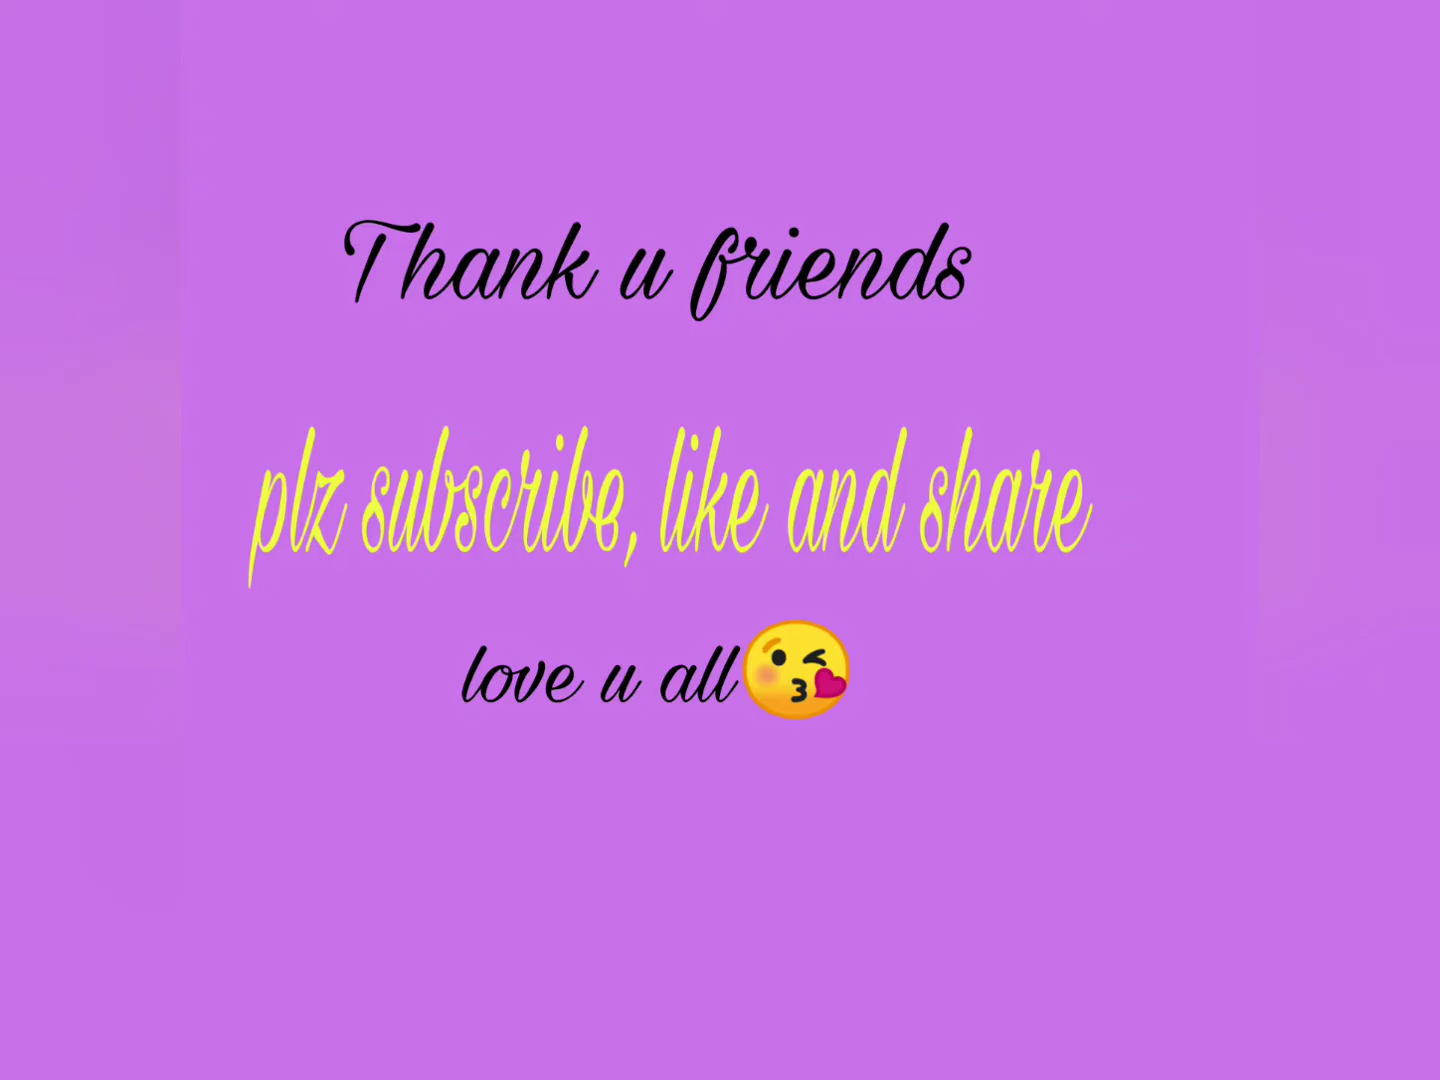 Thank u friends
plz subscribe, like and share
love u all😘